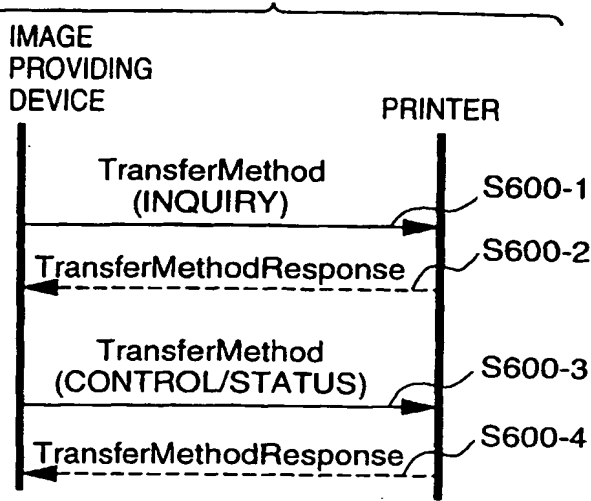 IMAGE
PROVIDING
DEVICE
PRINTER
TransferMethod
(INQUIRY)
S600-1
TransferMethodResponse
S600-2
TransferMethod
(CONTROL/STATUS)
S600-3
TransferMethodResponse
S600-4